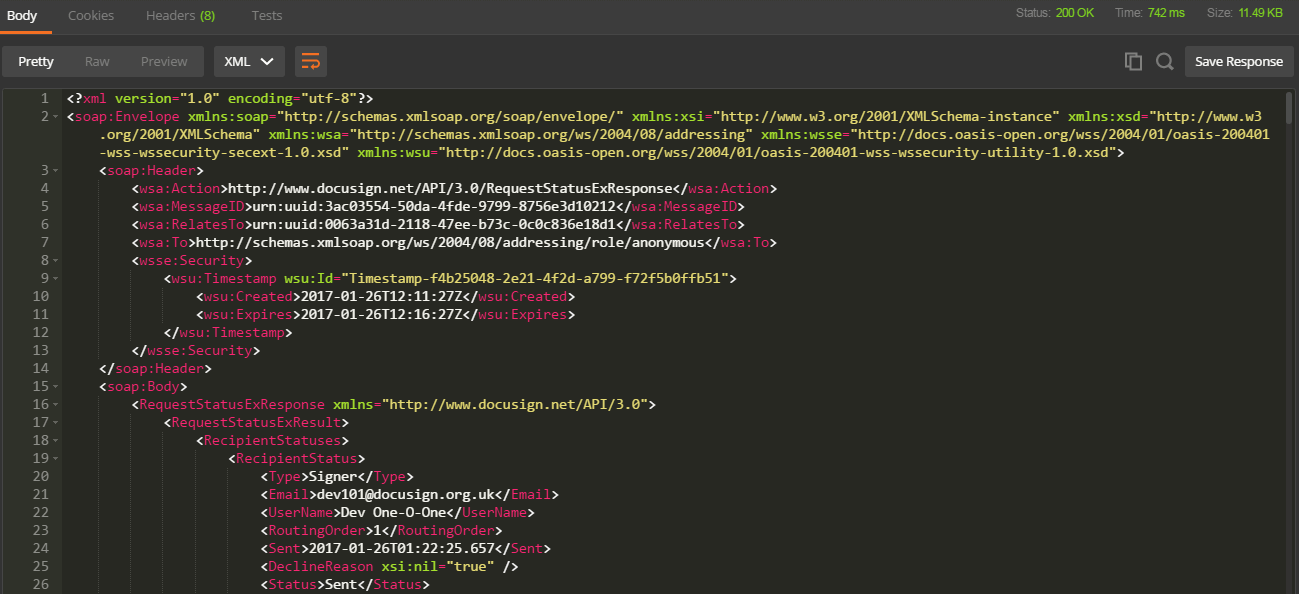 Body Cookies Headers (8) Tests Status: 200 OK Time: 742 ms Size: 11.49 KB
Pretty Raw Preview XML Save Response
1 <?xml version="1.0" encoding="utf-8"?>
2 <soap:Envelope xmlns:soap="http://schemas.xmlsoap.org/soap/envelope/" xmlns:xsi="http://www.w3.org/2001/XMLSchema-instance" xmlns:xsd="http://www.w3
.org/2001/XMLSchema" xmlns:wsa="http://schemas.xmlsoap.org/ws/2004/08/addressing" xmlns:wsse="http://docs.oasis-open.org/wss/2004/01/oasis-200401
-wss-wssecurity-secext-1.0.xsd" xmlns:wsu="http://docs.oasis-open.org/wss/2004/01/oasis-200401-wss-wssecurity-utility-1.0.xsd">
3 <soap:Header>
4 <wsa:Action>http://www.docusign.net/API/3.0/RequestStatusExResponse</wsa:Action>
5 <wsa:MessageID>urn:uuid:3ac03554-50da-4fde-9799-8756e3d10212</wsa:MessageID>
6 <wsa:RelatesTo>urn:uuid:0063a31d-2118-47ee-b73c-0c0c836e18d1</wsa:RelatesTo>
7 <wsa:To>http://schemas.xmlsoap.org/ws/2004/08/addressing/role/anonymous</wsa:To>
8 <wsse:Security>
9 <wsu:Timestamp wsu:Id="Timestamp-f4b25048-2e21-4f2d-a799-f72f5b0ffb51">
10 <wsu:Created>2017-01-26T12:11:27Z</wsu:Created>
11 <wsu:Expires>2017-01-26T12:16:27Z</wsu:Expires>
12 </wsu:Timestamp>
13 </wsse:Security>
14 </soap:Header>
15 <soap:Body>
16 <RequestStatusExResponse xmlns="http://www.docusign.net/API/3.0">
17 <RequestStatusExResult>
18 <RecipientStatuses>
19 <RecipientStatus>
20 <Type>Signer</Type>
21 <Email>dev101@docusign.org.uk</Email>
22 <UserName>Dev One-O-One</UserName>
23 <RoutingOrder>1</RoutingOrder>
24 <Sent>2017-01-26T01:22:25.657</Sent>
25 <DeclineReason xsi:nil="true" />
26 <Status>Sent</Status>